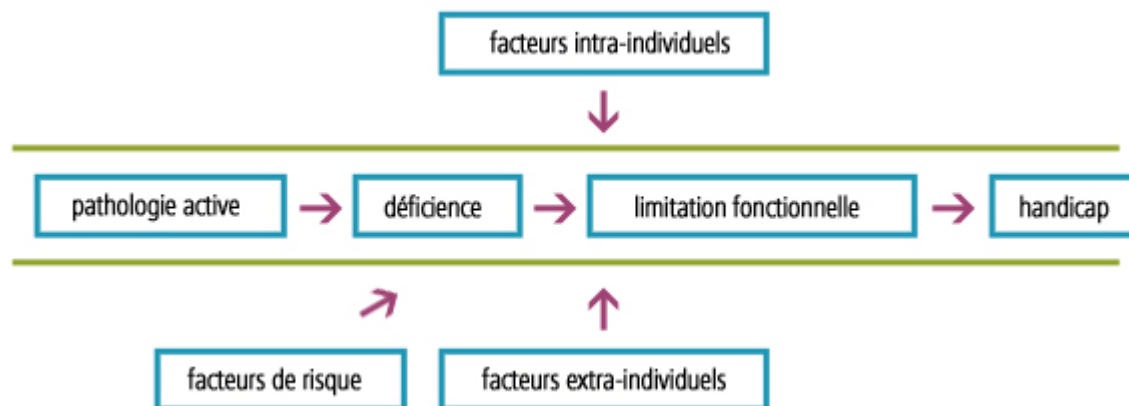 facteurs intra-individuels
pathologie active
déficience
limitation fonctionnelle
handicap
facteurs de risque
facteurs extra-individuels